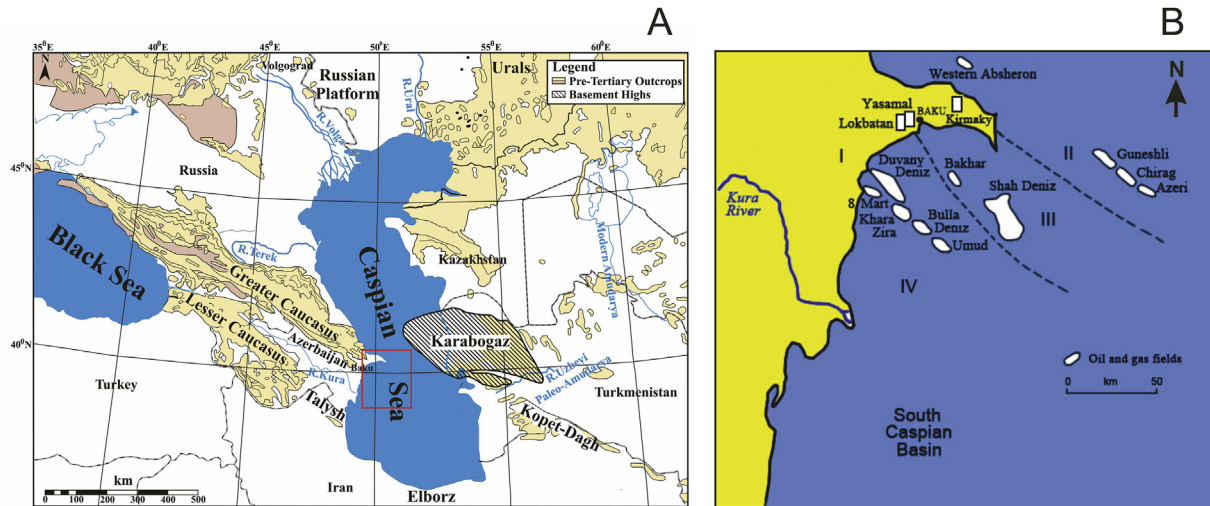 A
35°E
40°E
45°E
50°E
55°E
60°E
N
Volgograd
Russian
Platform
Urals
Legend
Pre-Tertiary Outcrops
Basement Highs
R.Ural
R.Volga
45°N
Russia
Black Sea
R.Terek
Caspian
Sea
Kazakhstan
Modern Amudarya
Greater Caucasus
Lesser Caucasus
Azerbaijan
Karabogaz
40°N
Baku
R.Kura
R.Uzboyi
Paleo-Amudarya
Turkey
Talysh
Turkmenistan
Kopet-Dagh
km
0 100 200 300 400 500
Iran
Elborz
B
Western Absheron
N
Yasamal
BAKU
Kirmaky
Lokbatan
I
II
Guneshli
Chirag
Azeri
Duvany
Deniz
Bakhar
Kura
River
8 Mart
Shah Deniz
III
Khara
Zira
Bulla
Deniz
Umud
IV
Oil and gas fields
0 km 50
South
Caspian
Basin